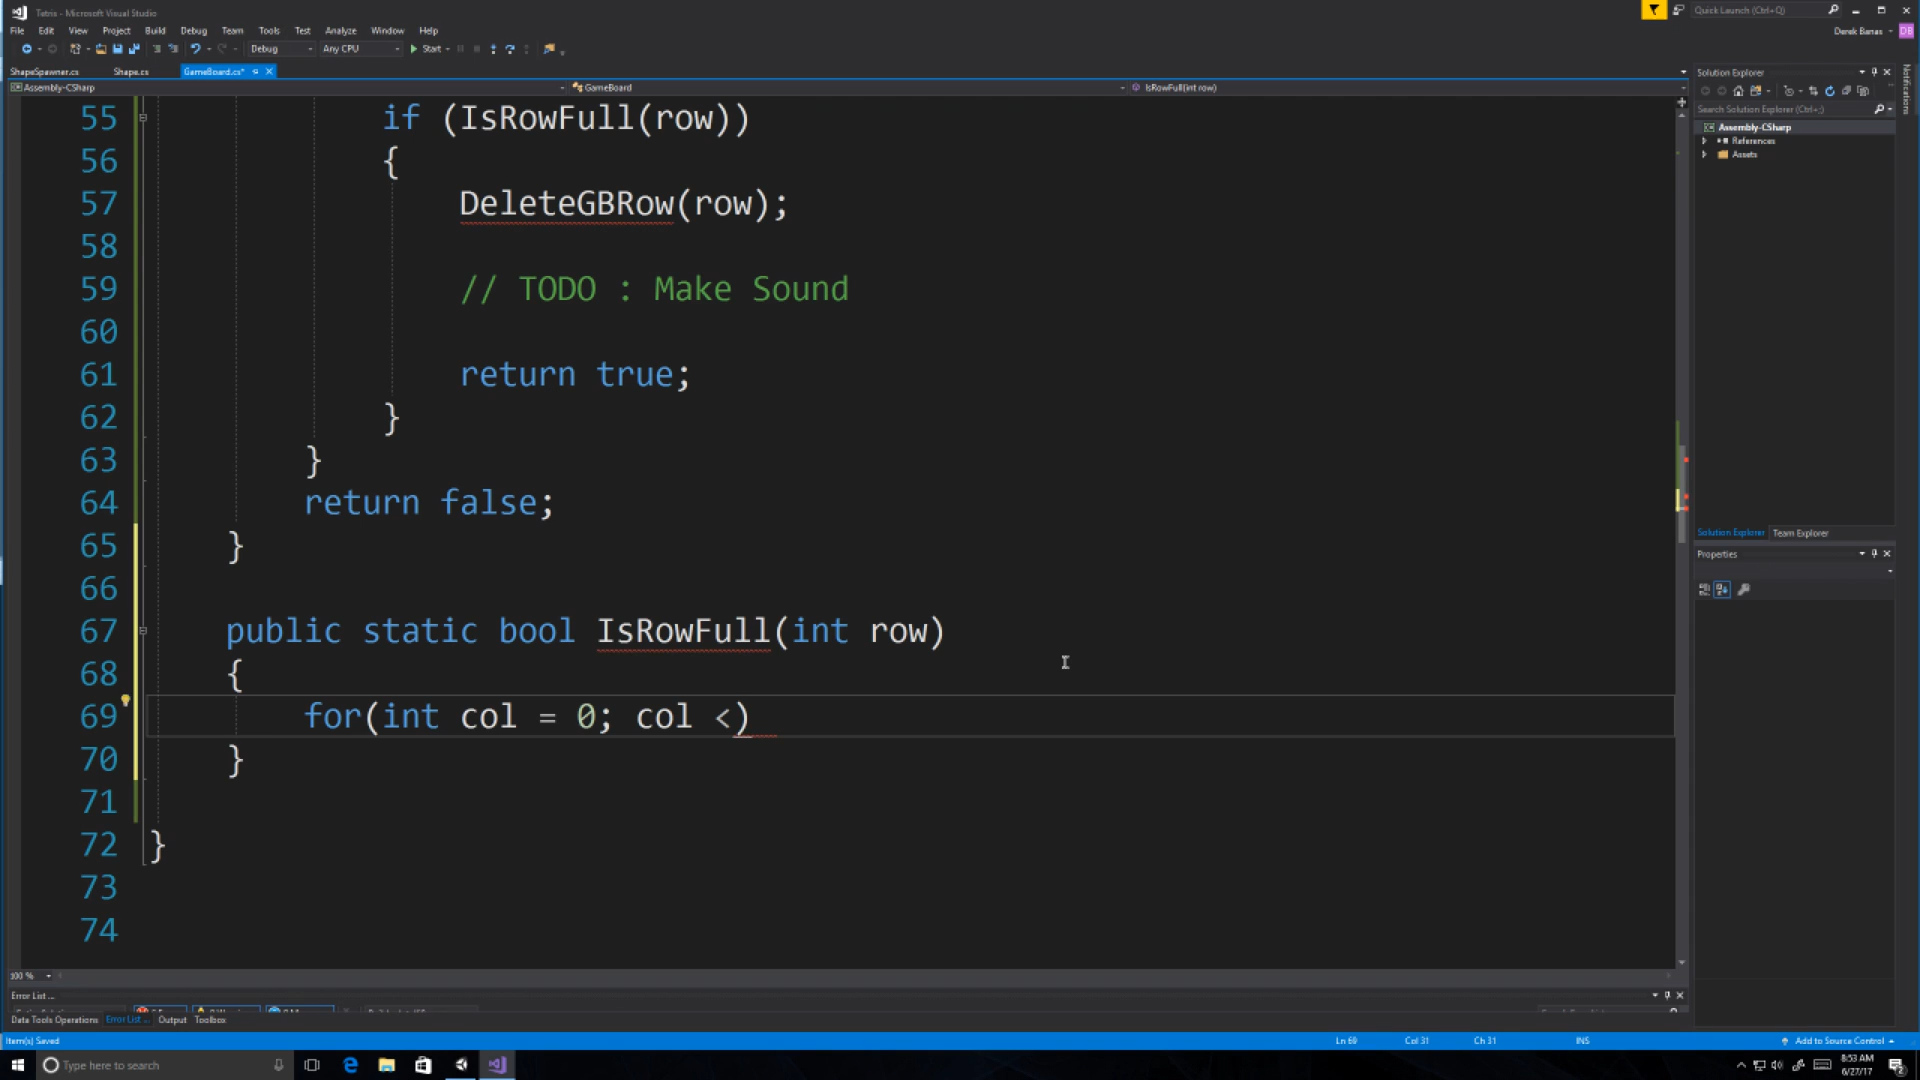 Tetris - Microsoft Visual Studio
Quick Launch (Ctrl+Q)
File Edit View Project Build Debug Team Tools Test Analyze Window Help
Derek Banas DB
Debug Any CPU Start
ShapeSpawner.cs Shape.cs GameBoard.cs*
Assembly-CSharp GameBoard IsRowFull(int row)
55 if (IsRowFull(row))
56 {
57 DeleteGBRow(row);
58
59 // TODO : Make Sound
60
61 return true;
62 }
63 }
64 return false;
65 }
66
67 public static bool IsRowFull(int row)
68 {
69 for(int col = 0; col <)
70 }
71
72 }
73
74
Solution Explorer
Search Solution Explorer (Ctrl+;)
Assembly-CSharp
References
Assets
Solution Explorer Team Explorer
Properties
Notifications
100 %
Error List ...
Data Tools Operations Error List ... Output Toolbox
Item(s) Saved Ln 69 Col 31 Ch 31 INS Add to Source Control
Type here to search
8:53 AM
6/27/17